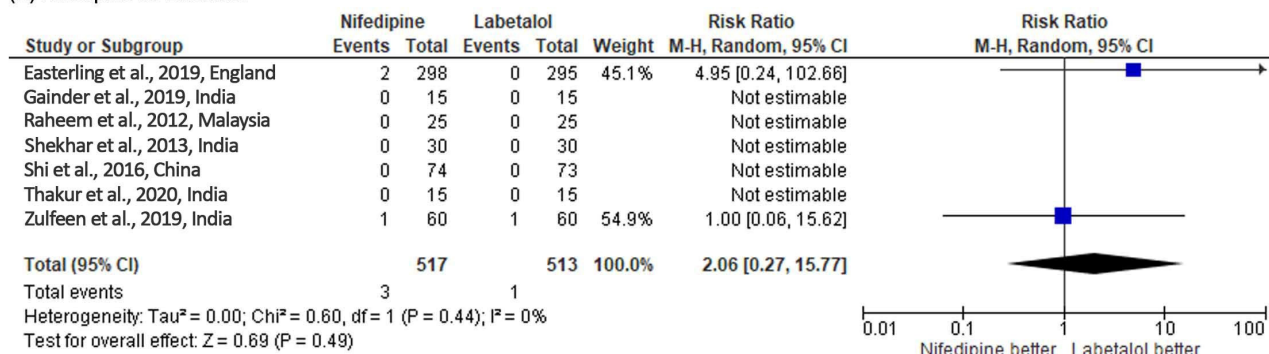 Nifedipine Labetalol Risk Ratio Risk Ratio
Study or Subgroup Events Total Events Total Weight M-H, Random, 95% CI M-H, Random, 95% CI
Easterling et al., 2019, England 2 298 0 295 45.1% 4.95 [0.24, 102.66]
Gainder et al., 2019, India 0 15 0 15 Not estimable
Raheem et al., 2012, Malaysia 0 25 0 25 Not estimable
Shekhar et al., 2013, India 0 30 0 30 Not estimable
Shi et al., 2016, China 0 74 0 73 Not estimable
Thakur et al., 2020, India 0 15 0 15 Not estimable
Zulfeen et al., 2019, India 1 60 1 60 54.9% 1.00 [0.06, 15.62]
Total (95% CI) 517 513 100.0% 2.06 [0.27, 15.77]
Total events 3 1
Heterogeneity: Tau² = 0.00; Chi² = 0.60, df = 1 (P = 0.44); I² = 0%
Test for overall effect: Z = 0.69 (P = 0.49)
0.01 0.1 1 10 100
Nifedipine better Labetalol better